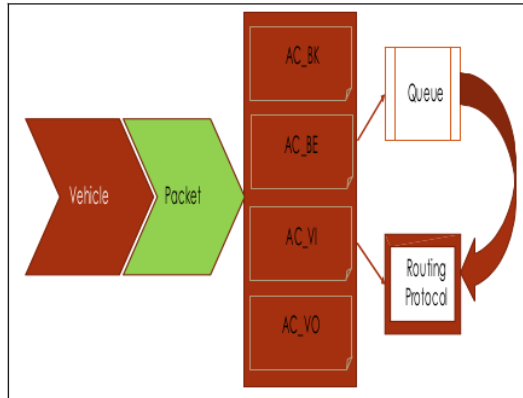 Vehicle
Packet
AC_BK
AC_BE
AC_VI
AC_VO
Queue
Routing
Protocol